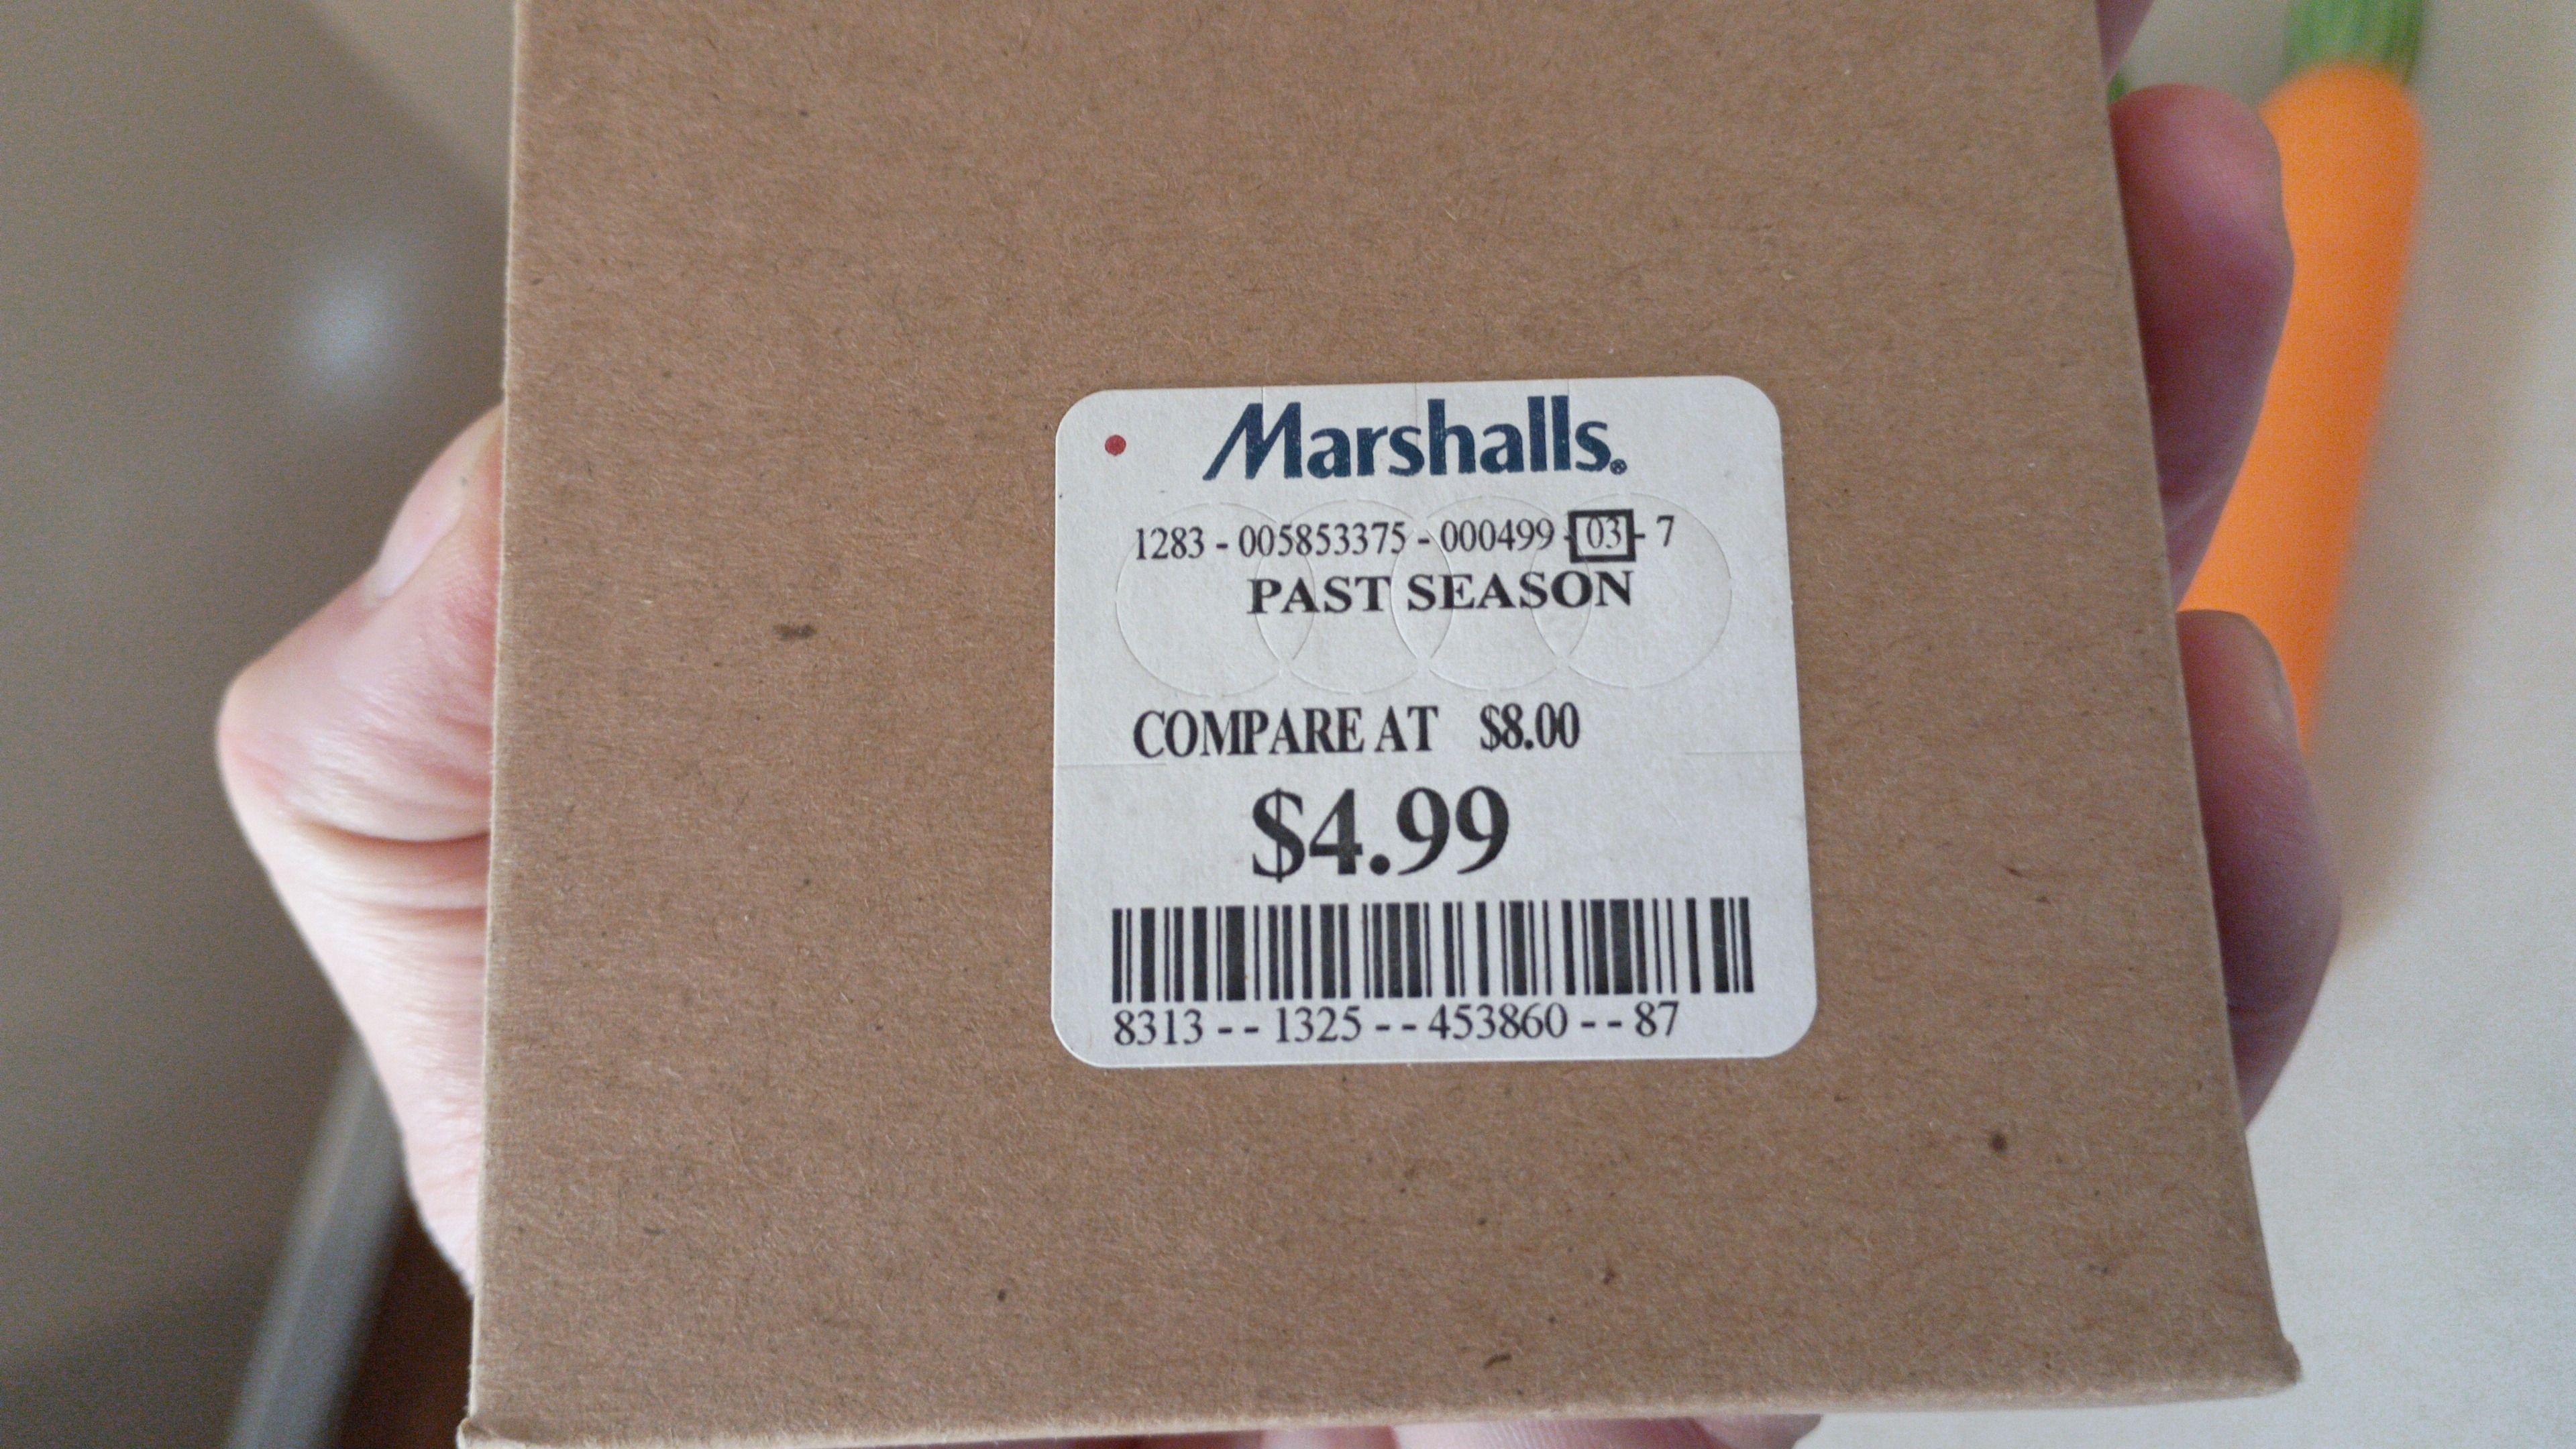 Marshalls®
1283 - 005853375 - 000499 - 03 - 7
PAST SEASON
COMPARE AT $8.00
$4.99
8313 - - 1325 - - 453860 - - 87